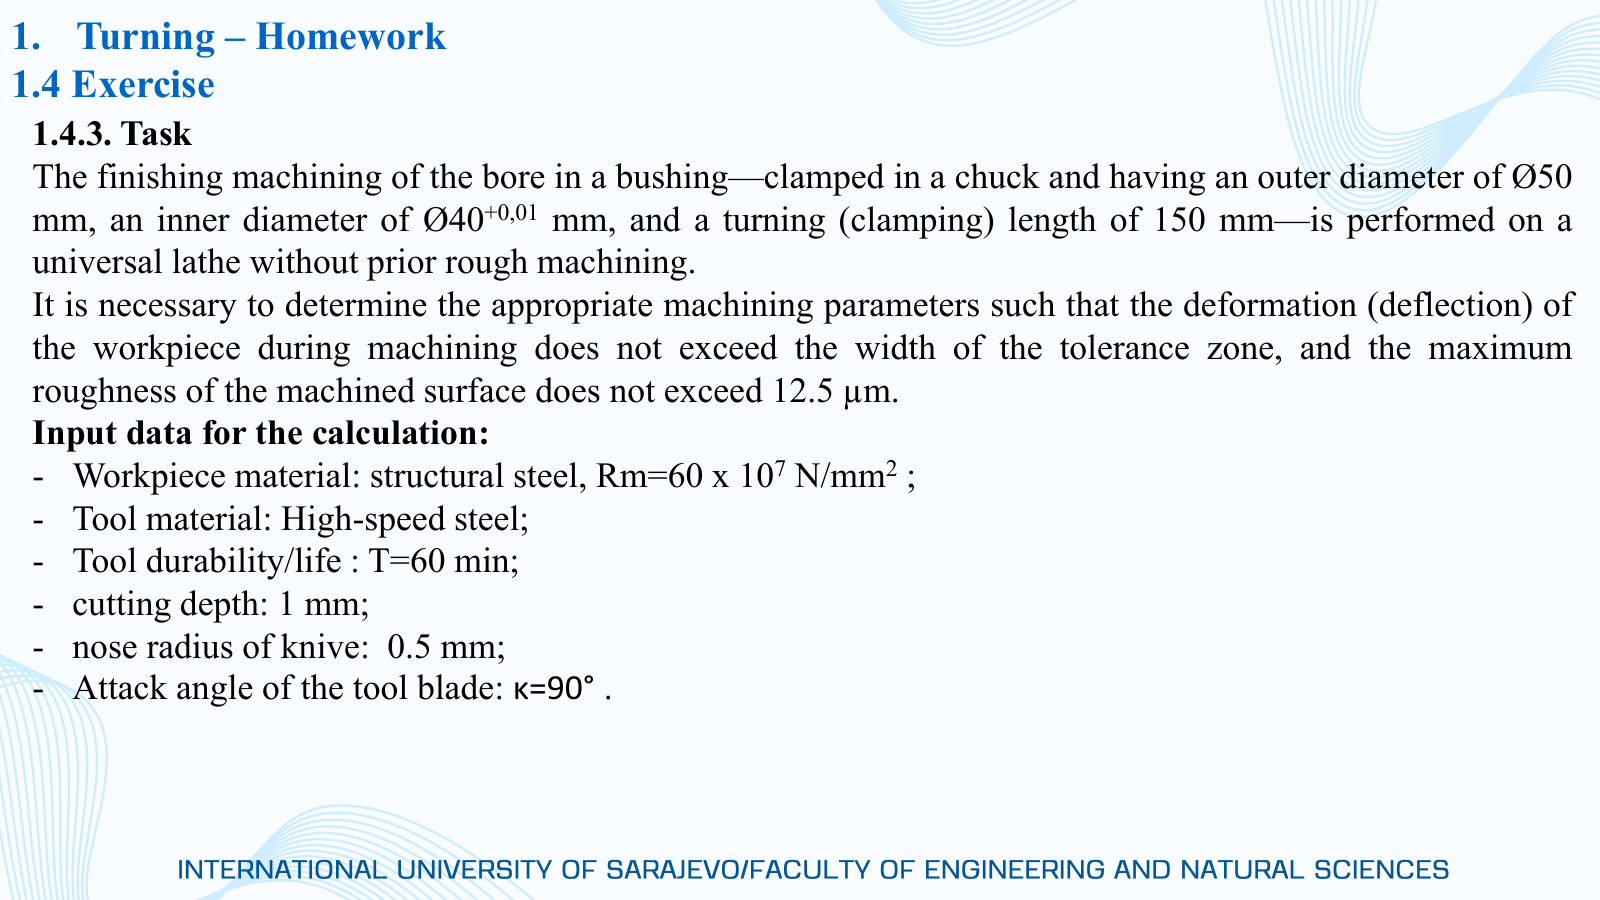 1. Turning – Homework
1.4 Exercise
1.4.3. Task
The finishing machining of the bore in a bushing—clamped in a chuck and having an outer diameter of Ø50
mm, an inner diameter of Ø40⁺⁰,⁰¹ mm, and a turning (clamping) length of 150 mm—is performed on a
universal lathe without prior rough machining.
It is necessary to determine the appropriate machining parameters such that the deformation (deflection) of
the workpiece during machining does not exceed the width of the tolerance zone, and the maximum
roughness of the machined surface does not exceed 12.5 µm.
Input data for the calculation:
- Workpiece material: structural steel, Rm=60 x 10⁷ N/mm² ;
- Tool material: High-speed steel;
- Tool durability/life : T=60 min;
- cutting depth: 1 mm;
- nose radius of knive: 0.5 mm;
- Attack angle of the tool blade: κ=90° .
INTERNATIONAL UNIVERSITY OF SARAJEVO/FACULTY OF ENGINEERING AND NATURAL SCIENCES